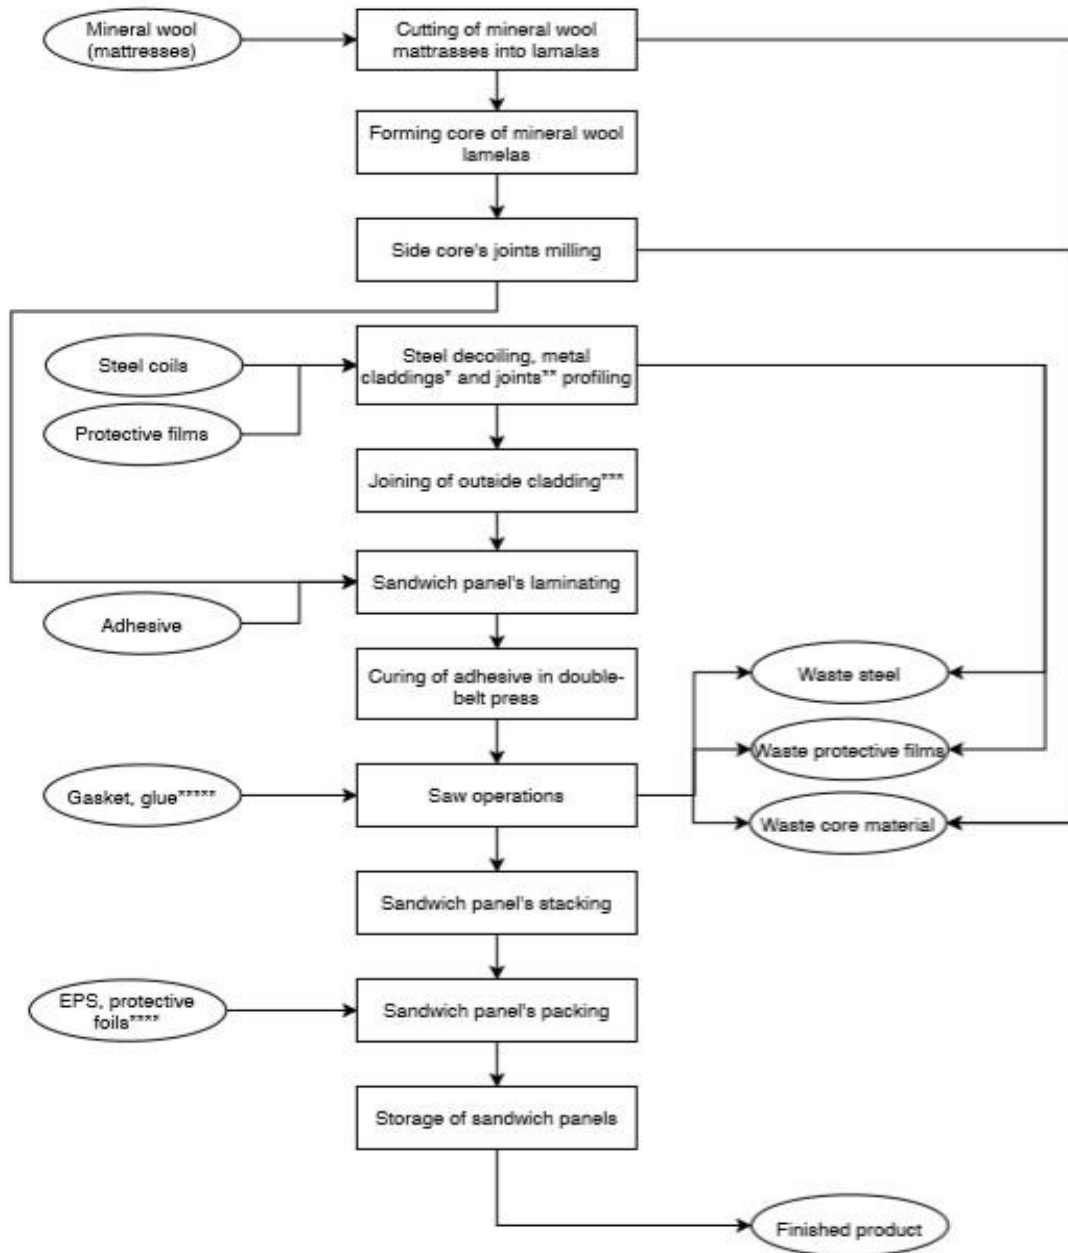 Mineral wool
(mattresses)
Cutting of mineral wool
mattrasses into lamalas
Forming core of mineral wool
lamelas
Side core's joints milling
Steel coils
Steel decoiling, metal
claddings* and joints** profiling
Protective films
Joining of outside cladding***
Sandwich panel's laminating
Adhesive
Curing of adhesive in double-
belt press
Waste steel
Waste protective films
Gasket, glue*****
Saw operations
Waste core material
Sandwich panel's stacking
EPS, protective
foils****
Sandwich panel's packing
Storage of sandwich panels
Finished product